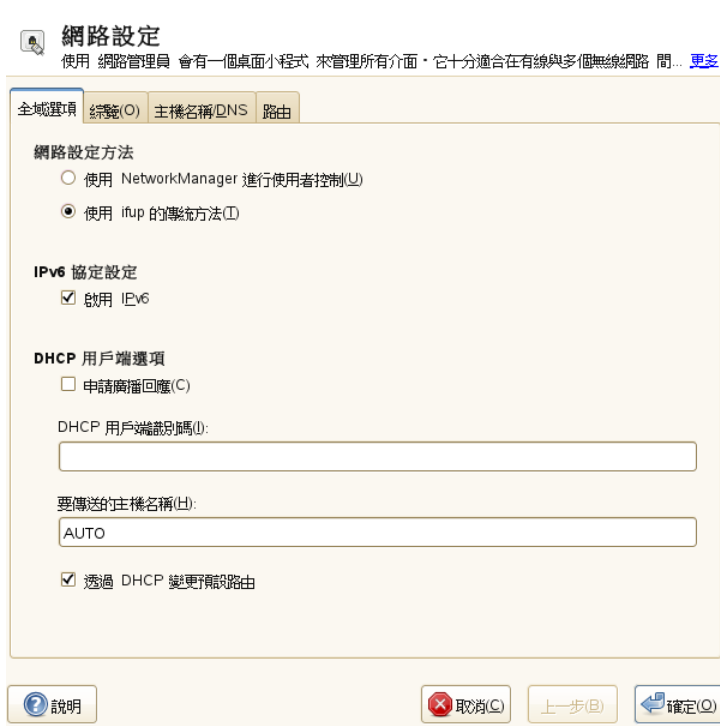 網路設定
使用 網路管理員 會有一個桌面小程式 來管理所有介面。它十分適合在有線與多個無線網路 間... 更多
全域選項 綜覽(O) 主機名稱/DNS 路由
網路設定方法
使用 NetworkManager 進行使用者控制(U)
使用 ifup 的傳統方法(T)
IPv6 協定設定
啟用 IPv6
DHCP 用戶端選項
申請廣播回應(C)
DHCP 用戶端識別碼(I):
要傳送的主機名稱(H):
AUTO
透過 DHCP 變更預設路由
說明 取消(C) 上一步(B) 確定(O)